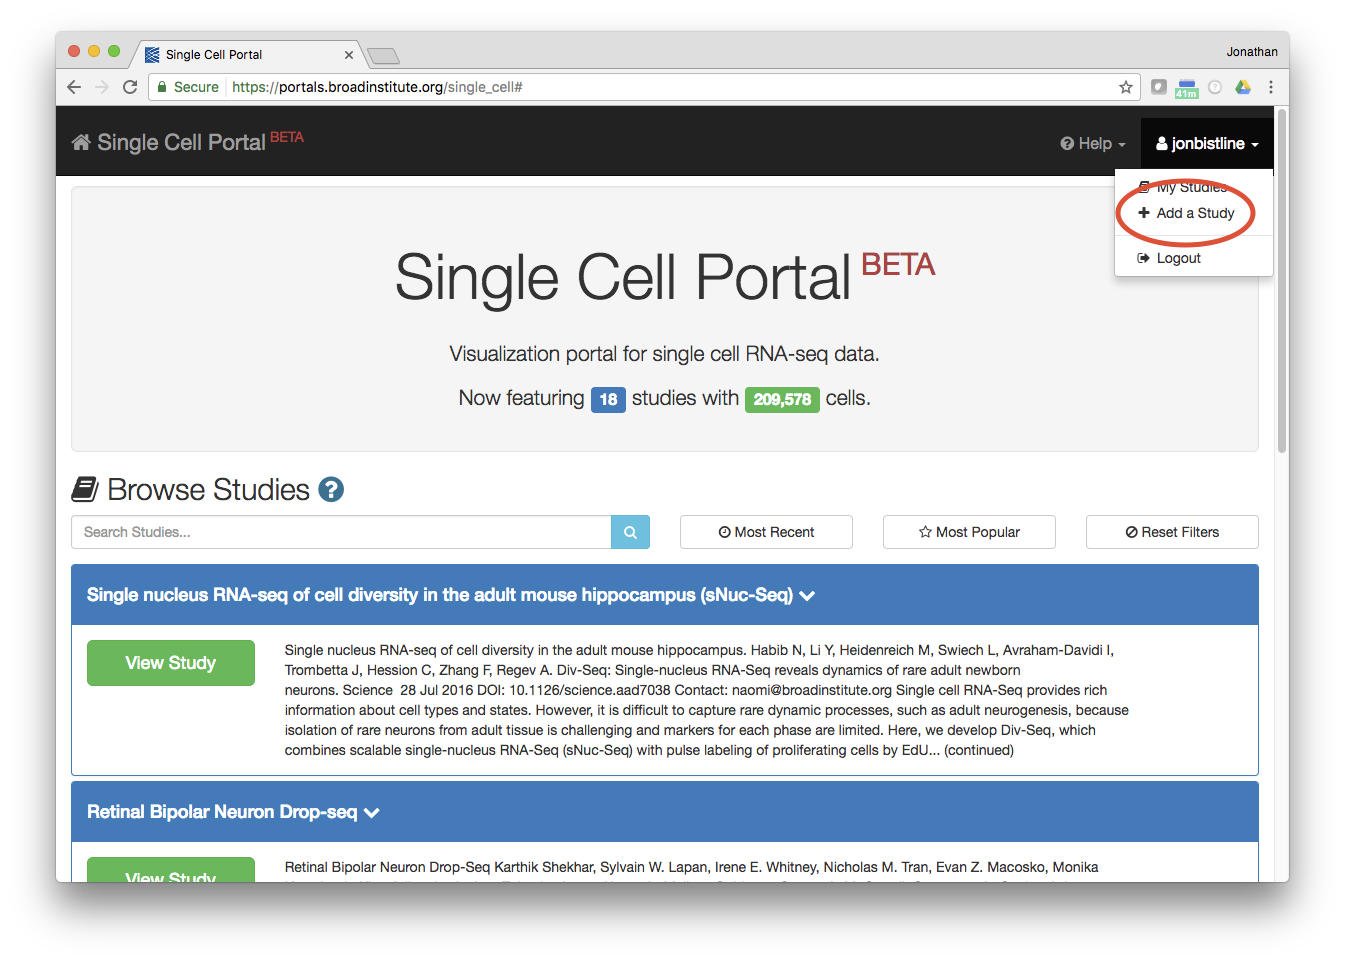 Single Cell Portal
Jonathan
Secure https://portals.broadinstitute.org/single_cell#
41m
Single Cell Portal BETA
Help
jonbistline
My Studies
Add a Study
Logout
Single Cell Portal BETA
Visualization portal for single cell RNA-seq data.
Now featuring 18 studies with 209,578 cells.
Browse Studies ?
Search Studies...
Most Recent
Most Popular
Reset Filters
Single nucleus RNA-seq of cell diversity in the adult mouse hippocampus (sNuc-Seq)
View Study
Single nucleus RNA-seq of cell diversity in the adult mouse hippocampus. Habib N, Li Y, Heidenreich M, Swiech L, Avraham-Davidi I,
Trombetta J, Hession C, Zhang F, Regev A. Div-Seq: Single-nucleus RNA-Seq reveals dynamics of rare adult newborn
neurons. Science  28 Jul 2016 DOI: 10.1126/science.aad7038 Contact: naomi@broadinstitute.org Single cell RNA-Seq provides rich
information about cell types and states. However, it is difficult to capture rare dynamic processes, such as adult neurogenesis, because
isolation of rare neurons from adult tissue is challenging and markers for each phase are limited. Here, we develop Div-Seq, which
combines scalable single-nucleus RNA-Seq (sNuc-Seq) with pulse labeling of proliferating cells by EdU... (continued)
Retinal Bipolar Neuron Drop-seq
View Study
Retinal Bipolar Neuron Drop-Seq Karthik Shekhar, Sylvain W. Lapan, Irene E. Whitney, Nicholas M. Tran, Evan Z. Macosko, Monika